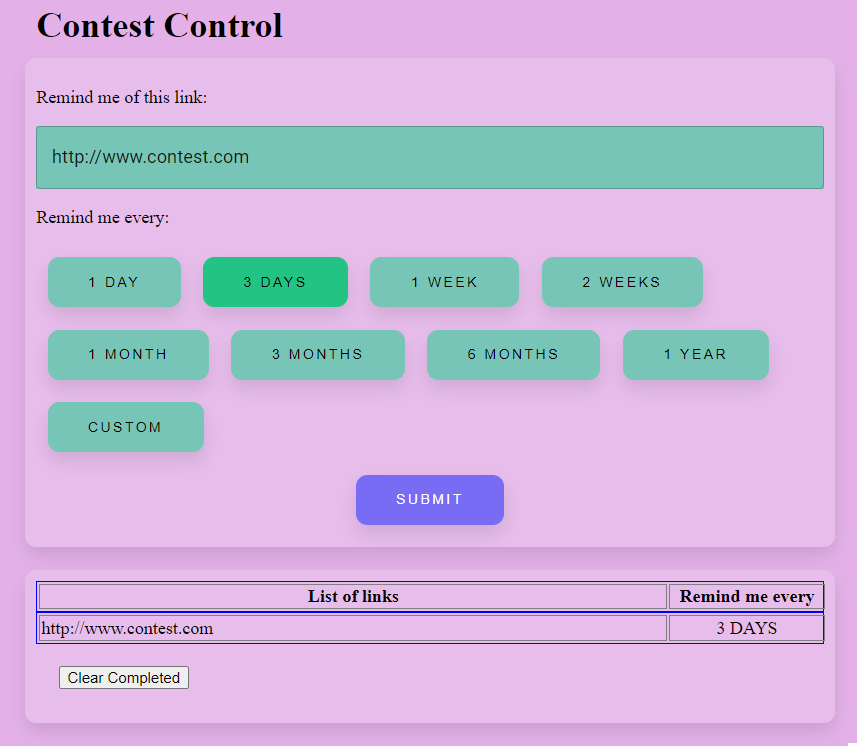 Contest Control
Remind me of this link:
http://www.contest.com
Remind me every:
1 DAY 3 DAYS 1 WEEK 2 WEEKS
1 MONTH 3 MONTHS 6 MONTHS 1 YEAR
CUSTOM
SUBMIT
List of links Remind me every
http://www.contest.com 3 DAYS
Clear Completed